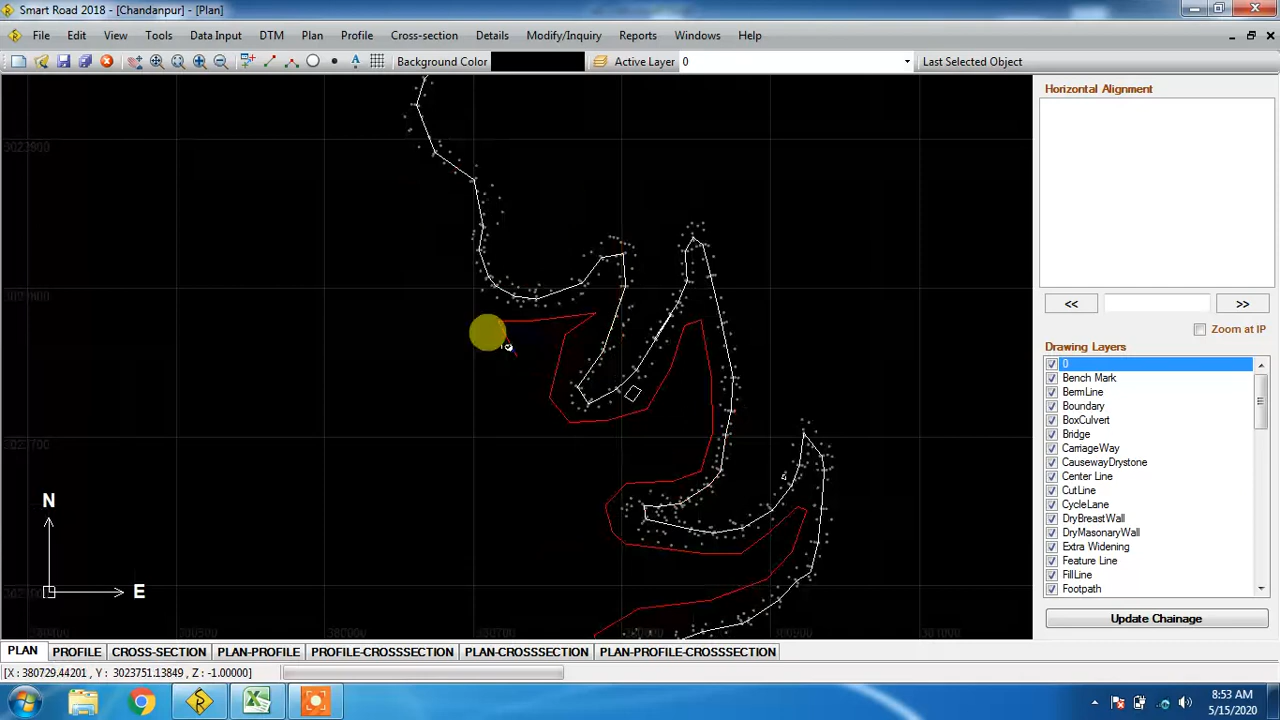 Smart Road 2018 - [Chandanpur] - [Plan]
File Edit View Tools Data Input DTM Plan Profile Cross-section Details Modify/Inquiry Reports Windows Help
Background Color Active Layer 0 Last Selected Object
Horizontal Alignment
<< >>
Zoom at IP
Drawing Layers
0
Bench Mark
BermLine
Boundary
BoxCulvert
Bridge
CarriageWay
CausewayDrystone
Center Line
CutLine
CycleLane
DryBreastWall
DryMasonaryWall
Extra Widening
Feature Line
FillLine
Footpath
Update Chainage
N
E
PLAN PROFILE CROSS-SECTION PLAN-PROFILE PROFILE-CROSSSECTION PLAN-CROSSSECTION PLAN-PROFILE-CROSSSECTION
[X : 380729.44201 , Y : 3023751.13849 , Z : -1.00000 ]
8:53 AM
5/15/2020